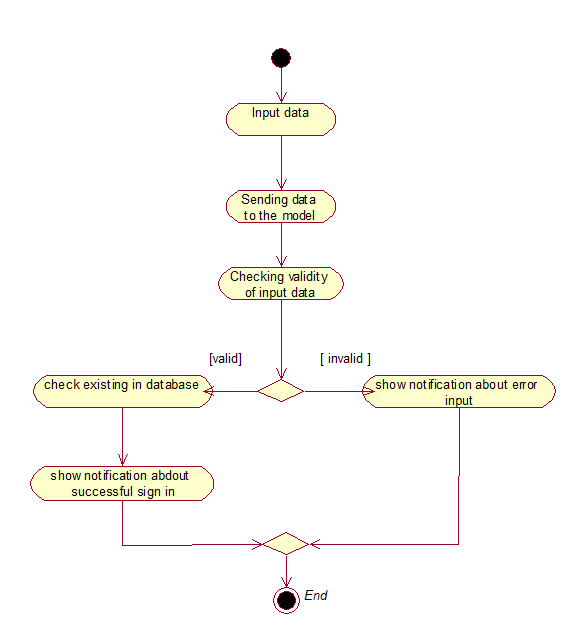 Input data
Sending data
to the model
Checking validity
of input data
[valid]
[ invalid ]
check existing in database
show notification about error
input
show notification abdout
successful sign in
End